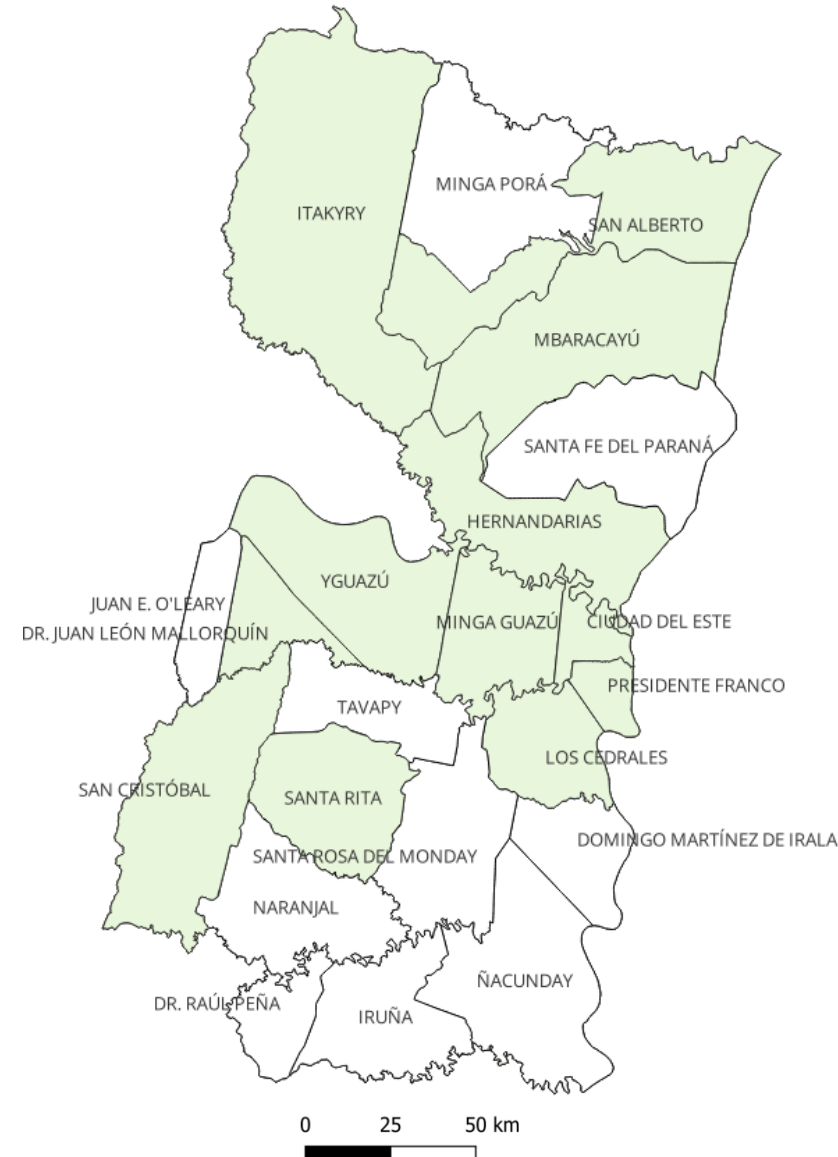 MINGA PORÁ
ITAKYRY
SAN ALBERTO
MBARACAYÚ
SANTA FE DEL PARANÁ
HERNANDARIAS
YGUAZÚ
JUAN E. O'LEARY
MINGA GUAZÚ
CIUDAD DEL ESTE
DR. JUAN LEÓN MALLORQUÍN
PRESIDENTE FRANCO
TAVAPY
LOS CEDRALES
SAN CRISTÓBAL
SANTA RITA
DOMINGO MARTÍNEZ DE IRALA
SANTA ROSA DEL MONDAY
NARANJAL
ÑACUNDAY
DR. RAÚL PEÑA
IRUÑA
0 25 50 km